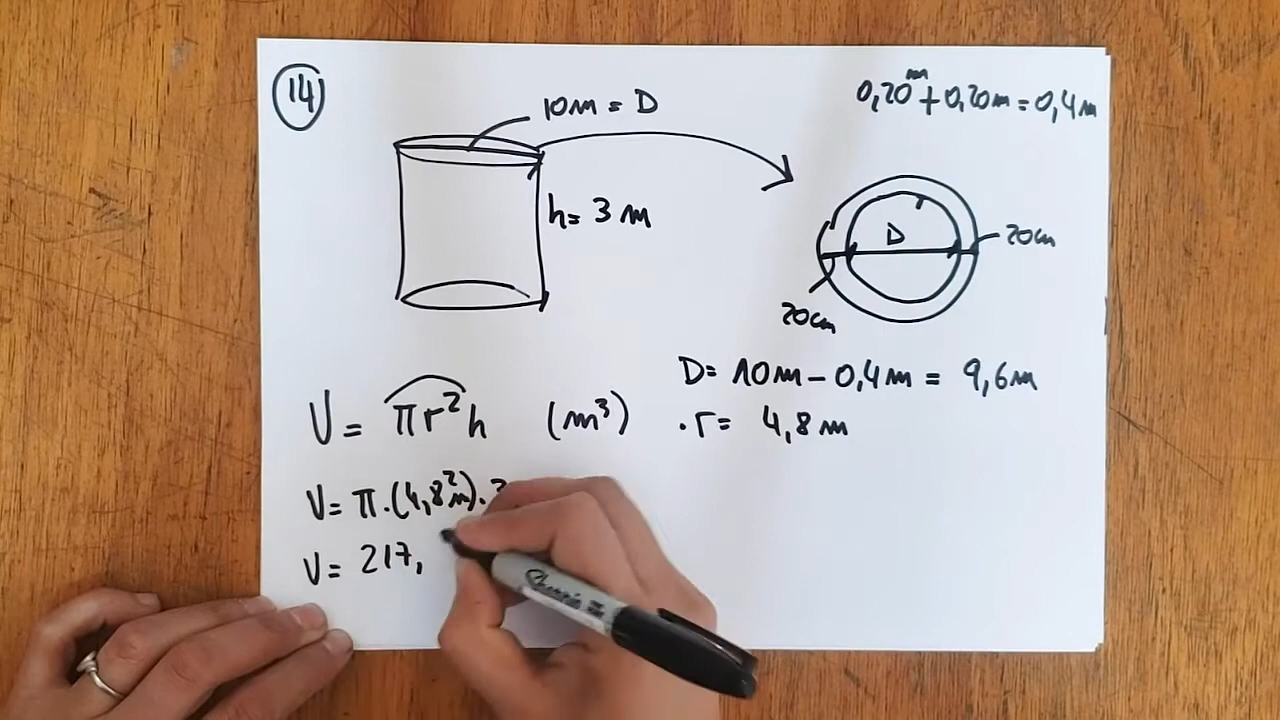 14
10m = D
0,20m + 0,20m = 0,4m
h = 3 m
D
20cm
20cm
D = 10m - 0,4m = 9,6m
V = πr²h (m³)
. r = 4,8 m
V = π.(4,8²m).3
V = 217,
Sharpie